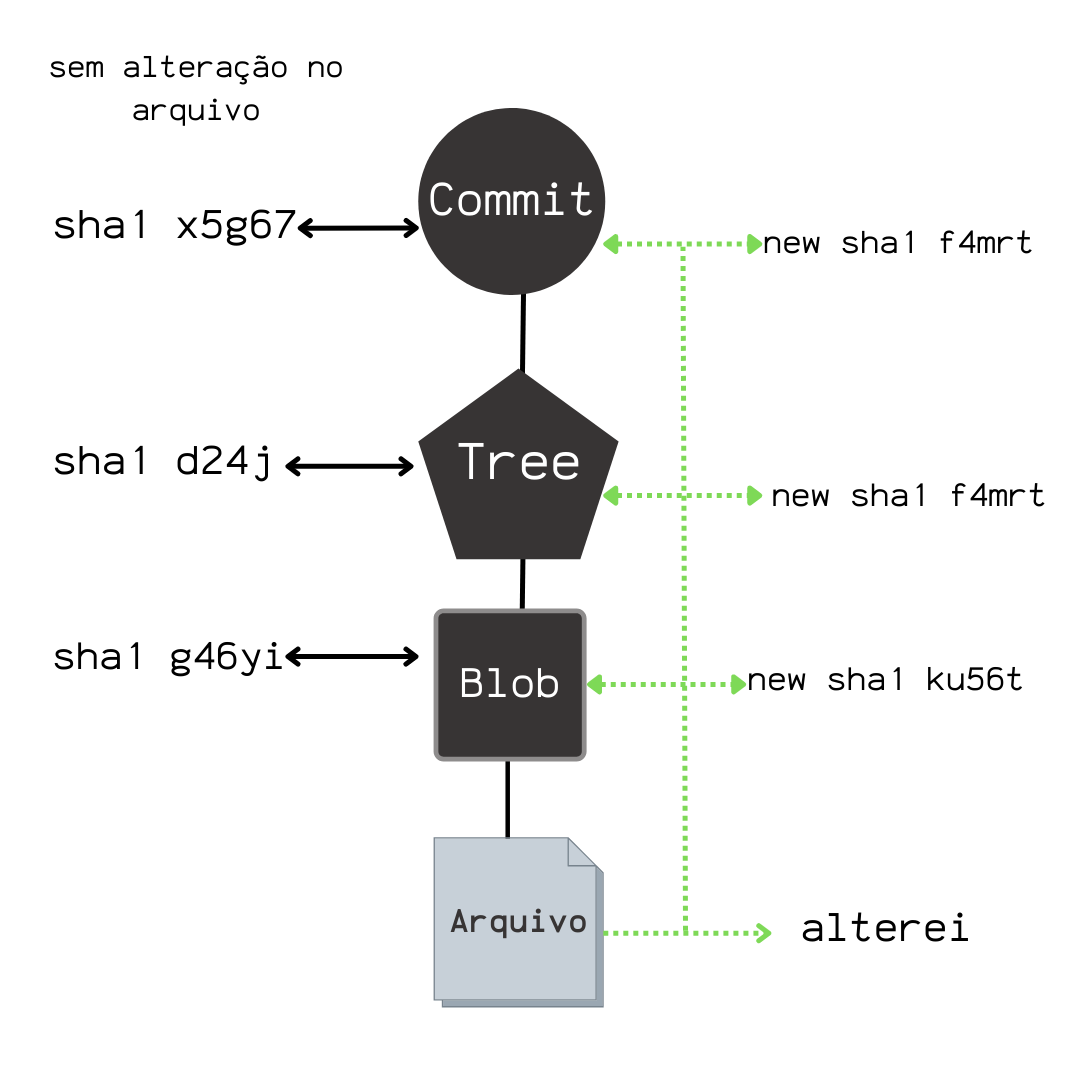 sem alteração no
arquivo
Commit
sha1 x5g67
new sha1 f4mrt
Tree
sha1 d24j
new sha1 f4mrt
sha1 g46yi
Blob
new sha1 ku56t
Arquivo
alterei